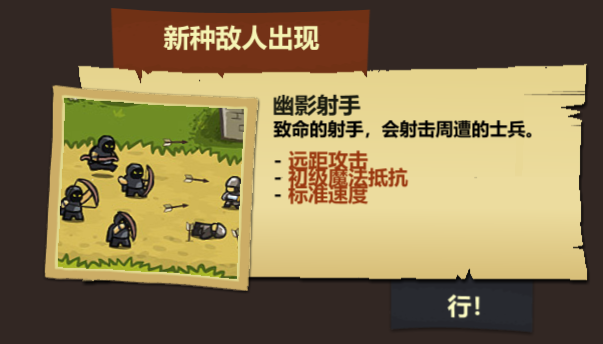 新种敌人出现
幽影射手
致命的射手，会射击周遭的士兵。
- 远距攻击
- 初级魔法抵抗
- 标准速度
行!